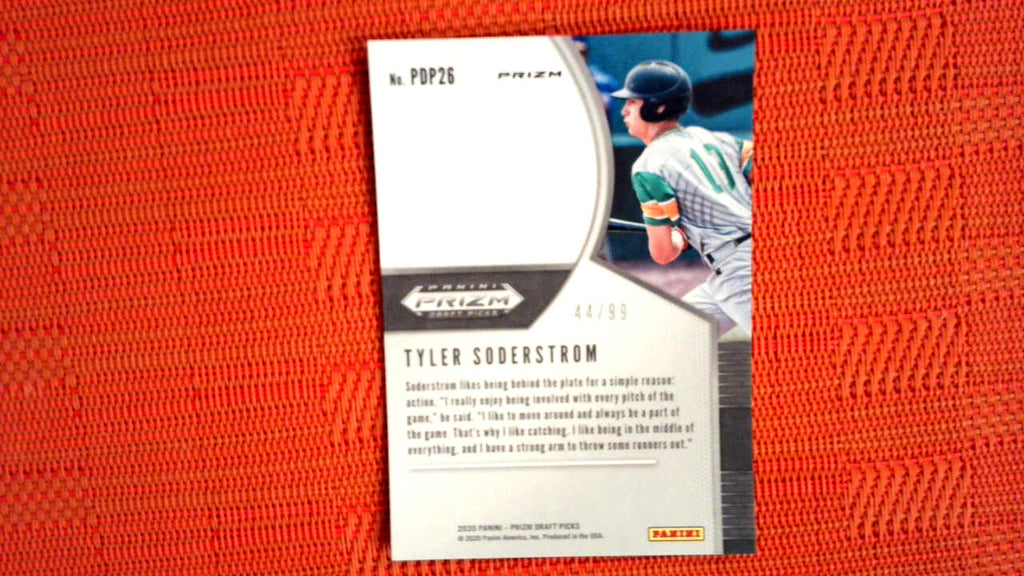 No. PDP26
PRIZM
17
PANINI
PRIZM
DRAFT PICKS
44/99
TYLER SODERSTROM
Soderstrom likes being behind the plate for a simple reason:
action. "I really enjoy being involved with every pitch of the
game," he said. "I like to move around and always be a part of
the game. That's why I like catching. I like being in the middle of
everything, and I have a strong arm to throw some runners out."
2020 PANINI – PRIZM DRAFT PICKS
© 2020 Panini America, Inc. Produced in the USA.
PANINI